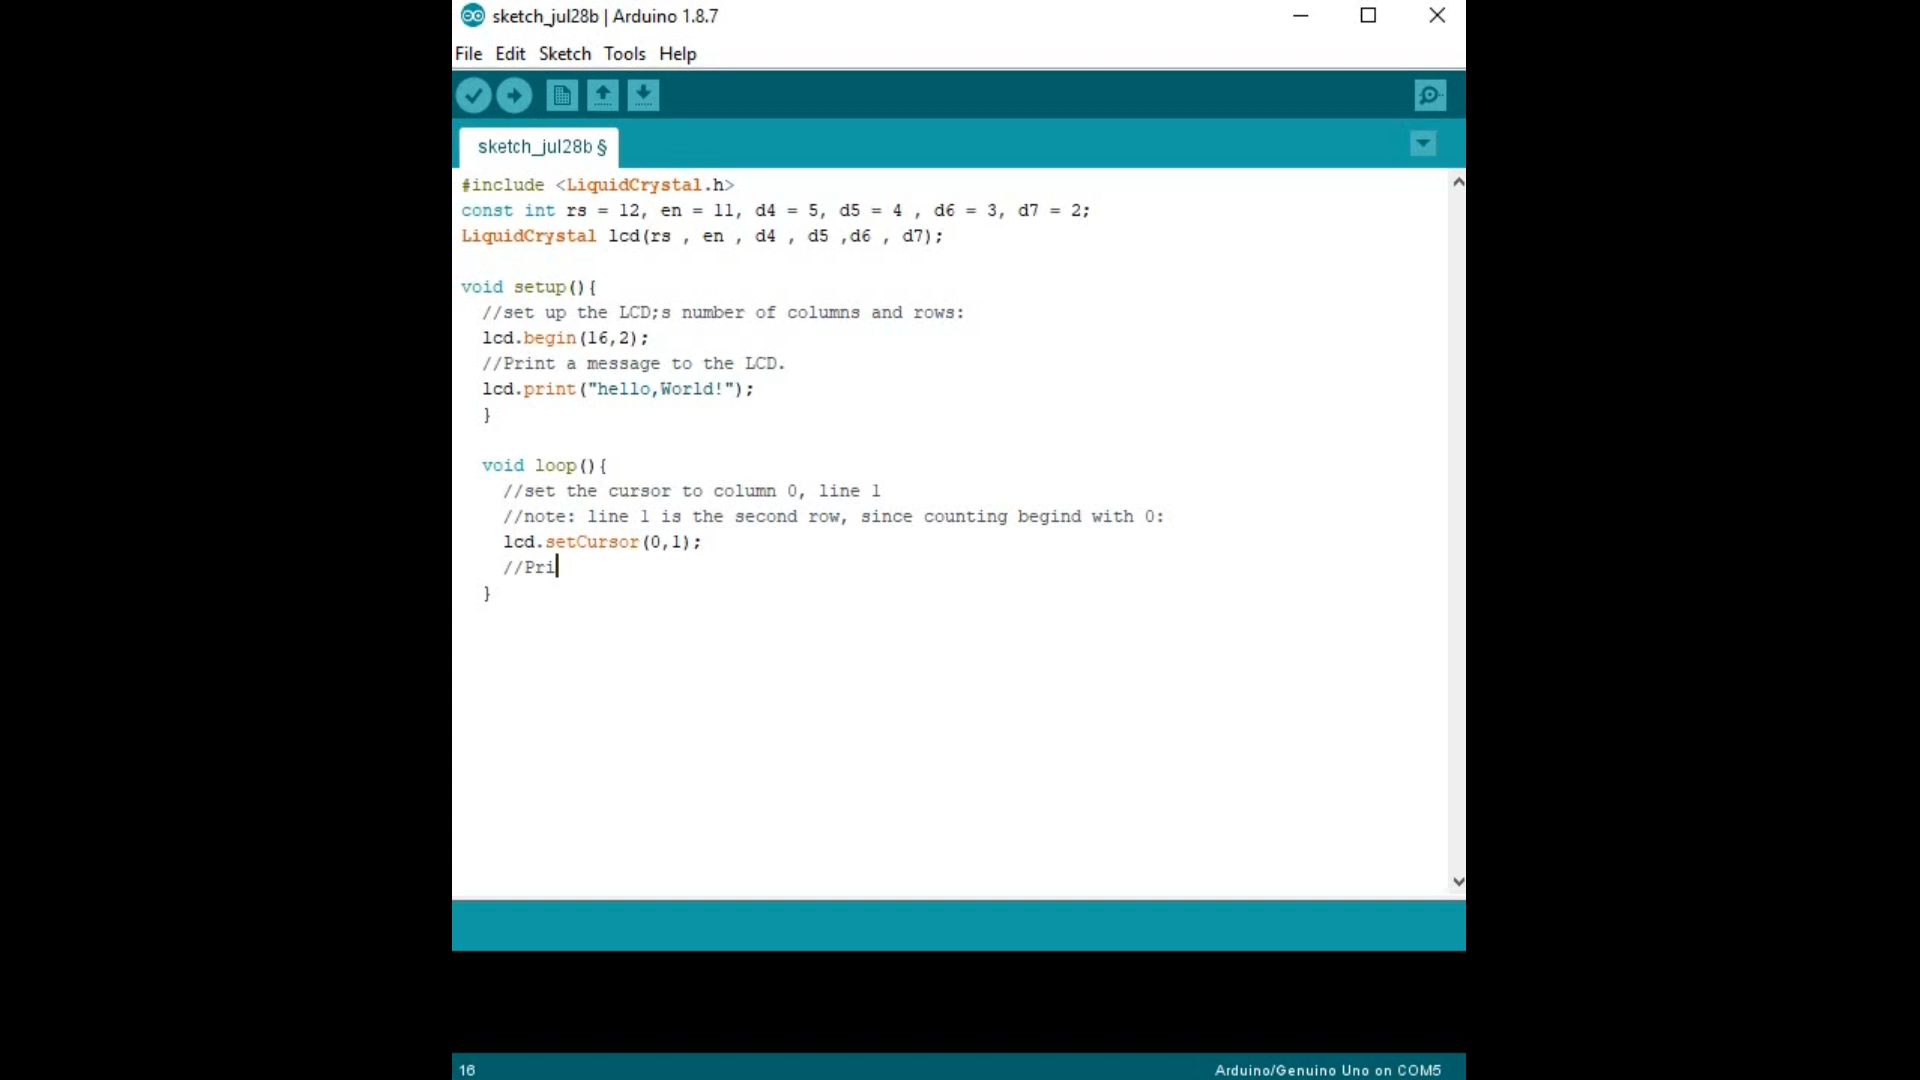 sketch_jul28b | Arduino 1.8.7
File Edit Sketch Tools Help
sketch_jul28b §
#include <LiquidCrystal.h>
const int rs = 12, en = 11, d4 = 5, d5 = 4 , d6 = 3, d7 = 2;
LiquidCrystal lcd(rs , en , d4 , d5 ,d6 , d7);
void setup(){
//set up the LCD;s number of columns and rows:
lcd.begin(16,2);
//Print a message to the LCD.
lcd.print("hello,World!");
}
void loop(){
//set the cursor to column 0, line 1
//note: line 1 is the second row, since counting begind with 0:
lcd.setCursor(0,1);
//Pri
}
16
Arduino/Genuino Uno on COM5